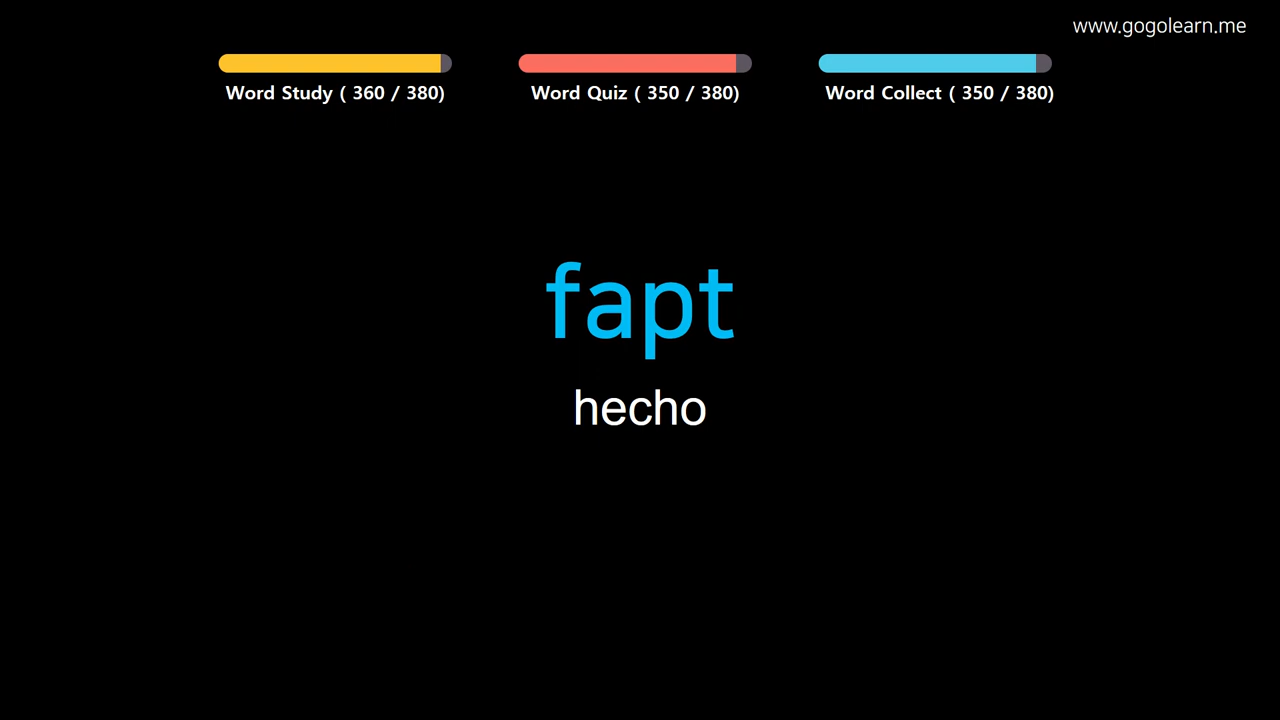 www.gogolearn.me
Word Study ( 360 / 380)
Word Quiz ( 350 / 380)
Word Collect ( 350 / 380)
fapt
hecho